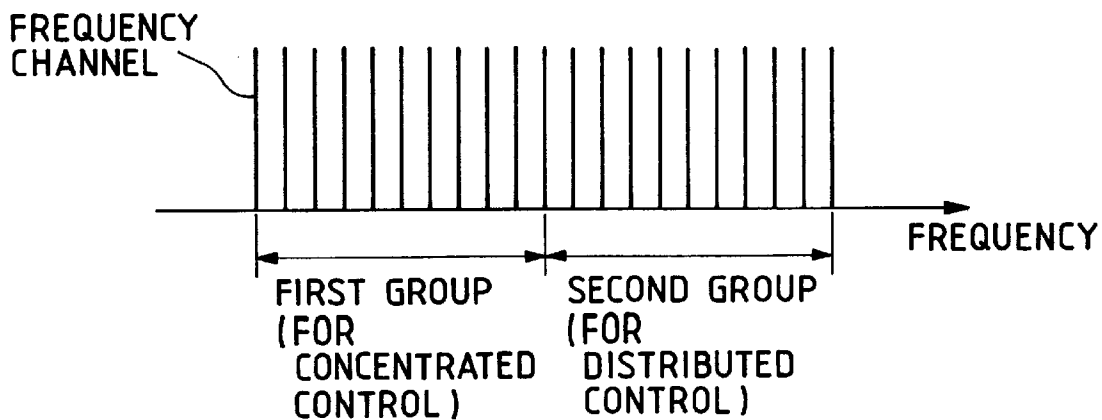 FREQUENCY
CHANNEL
FREQUENCY
FIRST GROUP
(FOR
CONCENTRATED
CONTROL)
SECOND GROUP
(FOR
DISTRIBUTED
CONTROL)